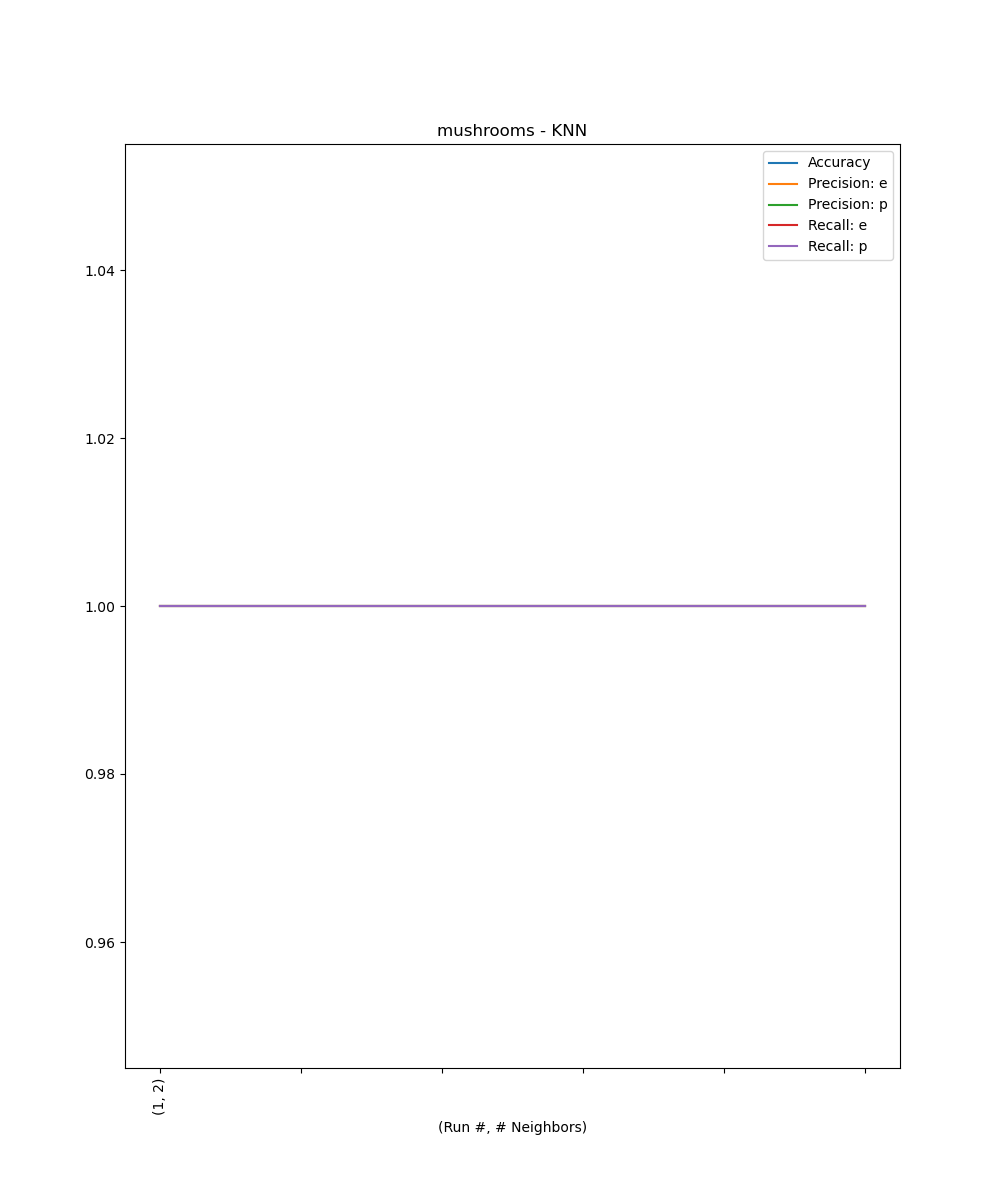 mushrooms - KNN
Accuracy
Precision: e
Precision: p
Recall: e
Recall: p
1.04
1.02
1.00
0.98
0.96
(1, 2)
(Run #, # Neighbors)